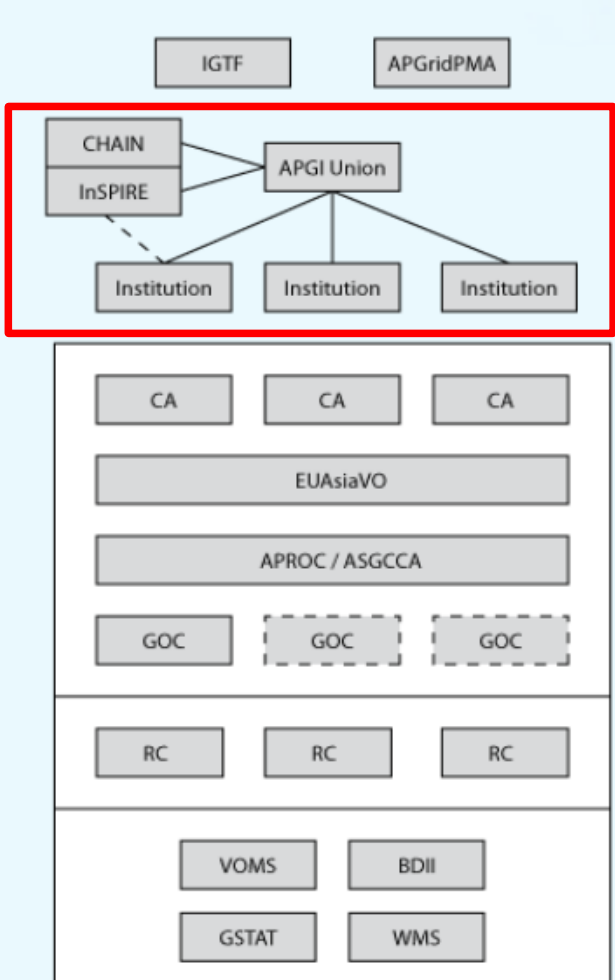 IGTF
APGridPMA
CHAIN
InSPIRE
APGI Union
Institution
Institution
Institution
CA
CA
CA
EUAsiaVO
APROC / ASGCCA
GOC
GOC
GOC
RC
RC
RC
VOMS
BDII
GSTAT
WMS